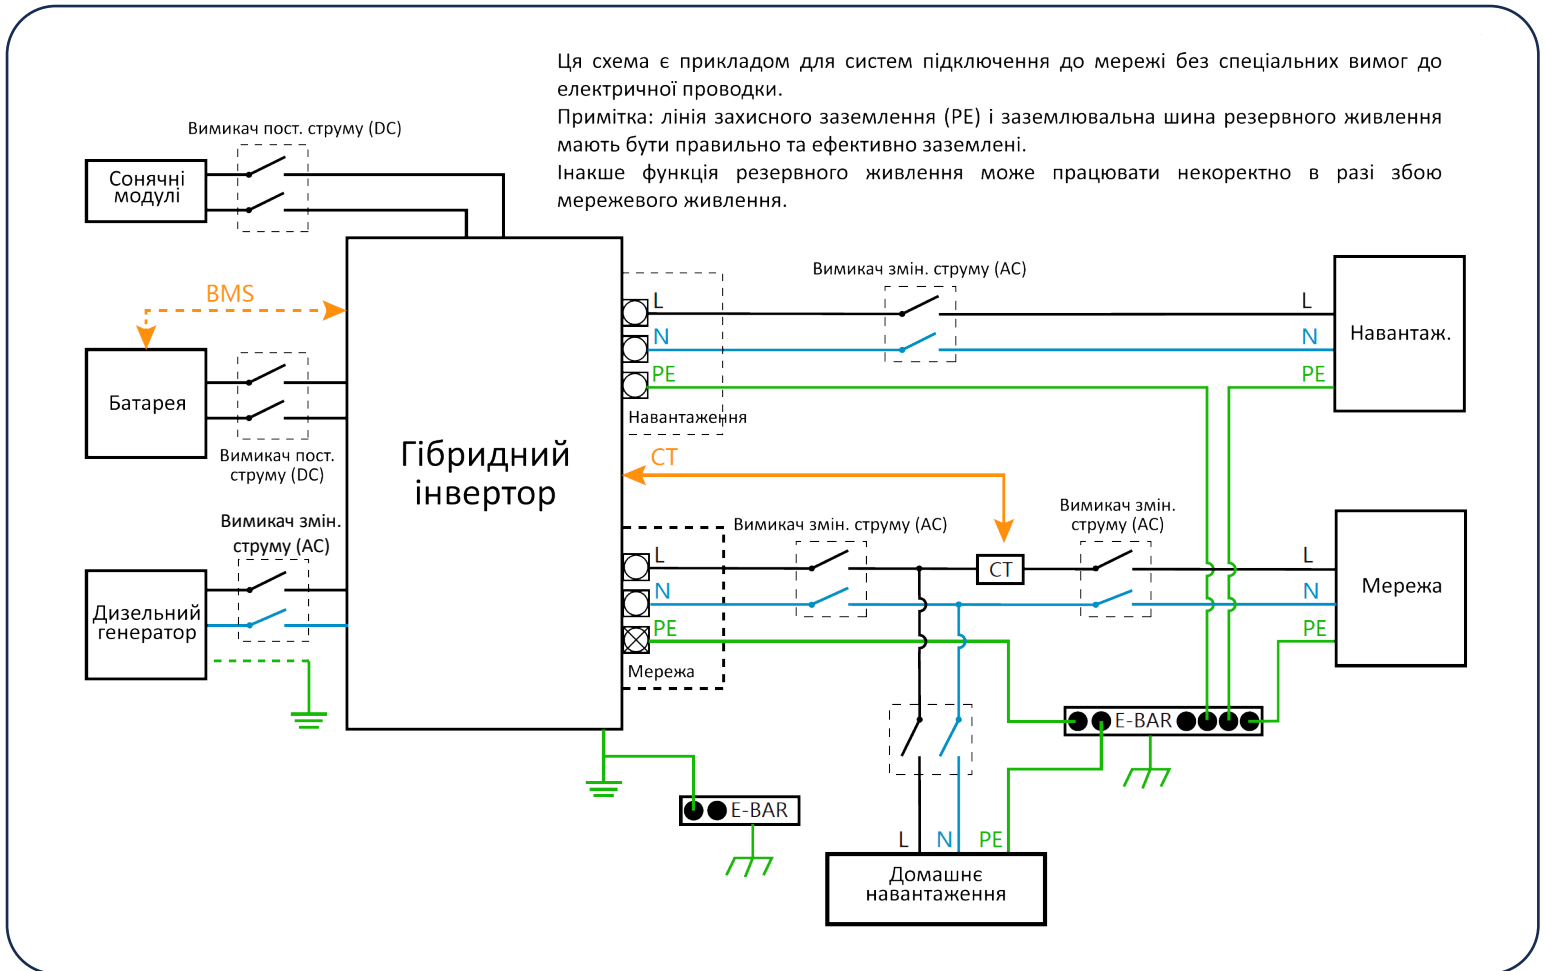 Ця схема є прикладом для систем підключення до мережі без спеціальних вимог до
електричної проводки.
Примітка: лінія захисного заземлення (PE) і заземлювальна шина резервного живлення
мають бути правильно та ефективно заземлені.
Інакше функція резервного живлення може працювати некоректно в разі збою
мережевого живлення.
Вимикач пост. струму (DC)
Сонячні
модулі
BMS
Батарея
Вимикач пост.
струму (DC)
Вимикач змін.
струму (AC)
Дизельний
генератор
Гібридний
інвертор
L
N
PE
Навантаження
Вимикач змін. струму (AC)
L
N
PE
Навантаж.
CT
Вимикач змін. струму (AC)
CT
Вимикач змін.
струму (AC)
L
N
PE
Мережа
L
N
PE
Мережа
E-BAR
E-BAR
L
N
PE
Домашнє
навантаження